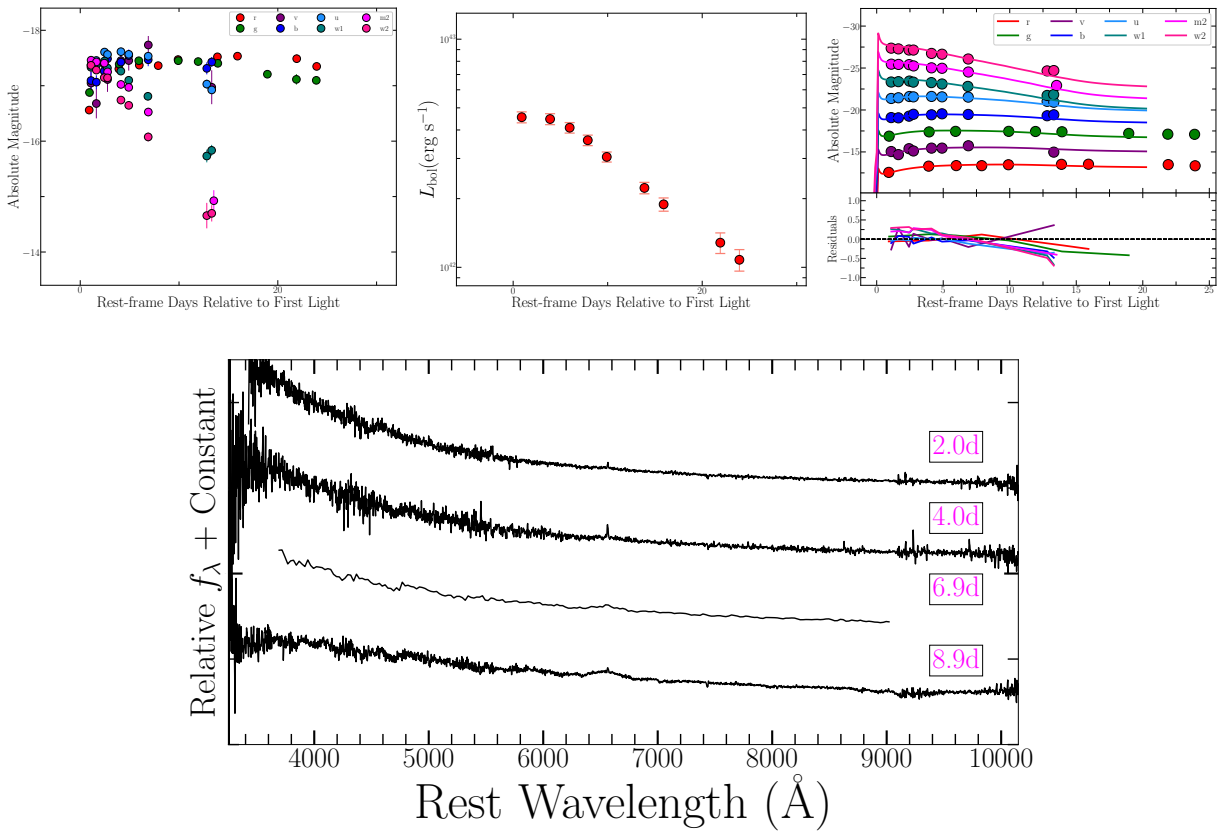 r v u m2
g b w1 w2
−18
−16
−14
Absolute Magnitude
0 20
Rest-frame Days Relative to First Light
10⁴³
10⁴²
L_bol(erg s⁻¹)
0 20
Rest-frame Days Relative to First Light
r v u m2
g b w1 w2
−30
−25
−20
−15
Absolute Magnitude
1.0
0.5
0.0
−0.5
−1.0
Residuals
0 5 10 15 20 25
Rest-frame Days Relative to First Light
Relative f_λ + Constant
2.0d
4.0d
6.9d
8.9d
4000 5000 6000 7000 8000 9000 10000
Rest Wavelength (Å)